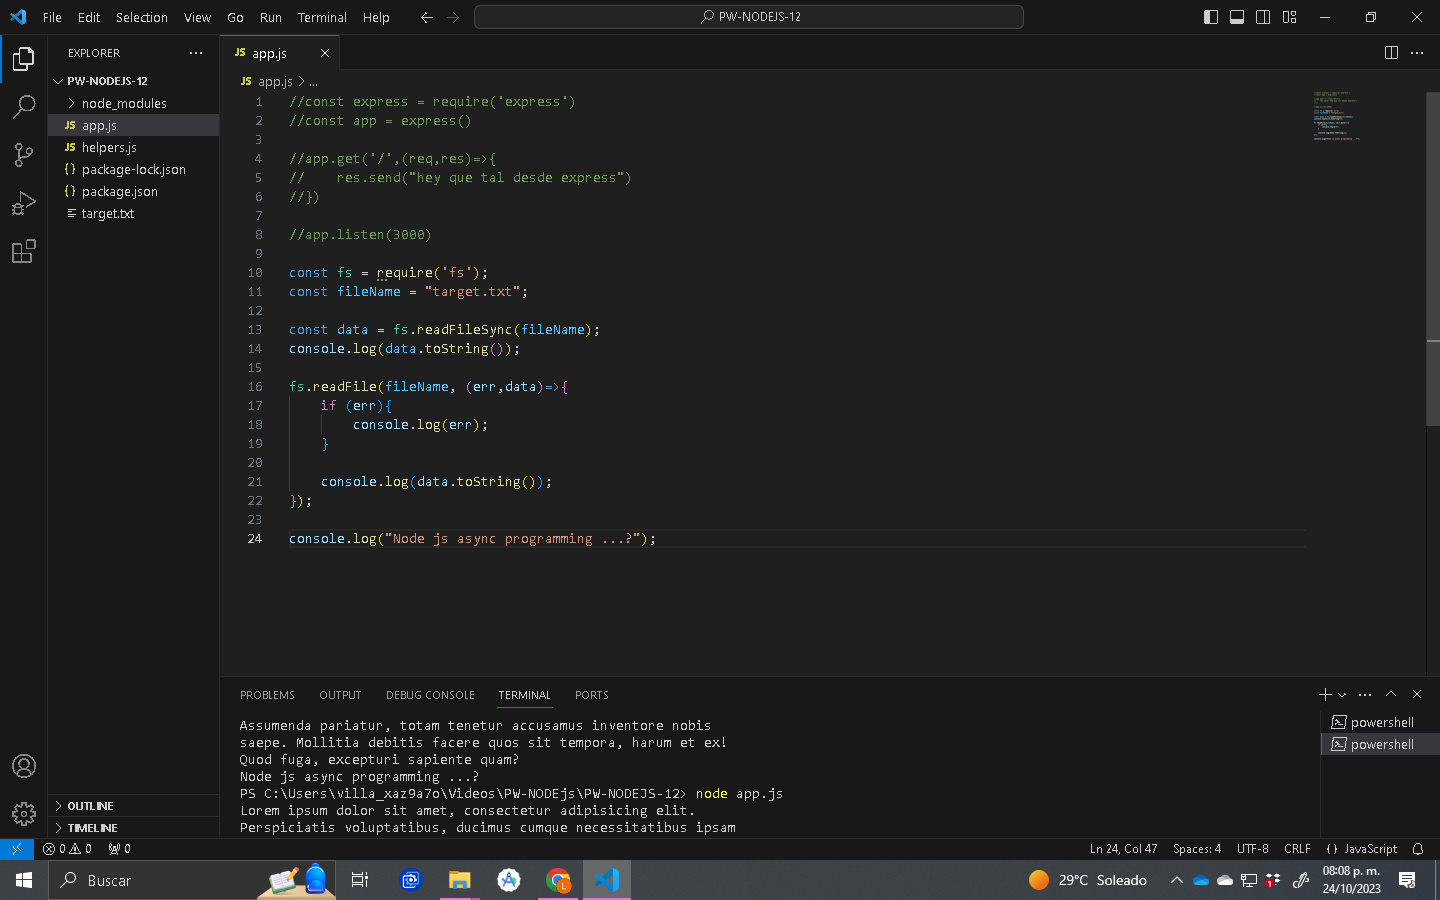 File Edit Selection View Go Run Terminal Help
PW-NODEJS-12
EXPLORER
PW-NODEJS-12
node_modules
JS app.js
JS helpers.js
{} package-lock.json
{} package.json
target.txt
OUTLINE
TIMELINE
JS app.js
JS app.js > ...
1 //const express = require('express')
2 //const app = express()
3
4 //app.get('/',(req,res)=>{
5 //    res.send("hey que tal desde express")
6 //})
7
8 //app.listen(3000)
9
10 const fs = require('fs');
11 const fileName = "target.txt";
12
13 const data = fs.readFileSync(fileName);
14 console.log(data.toString());
15
16 fs.readFile(fileName, (err,data)=>{
17     if (err){
18         console.log(err);
19     }
20
21     console.log(data.toString());
22 });
23
24 console.log("Node js async programming ...?");
PROBLEMS OUTPUT DEBUG CONSOLE TERMINAL PORTS
Assumenda pariatur, totam tenetur accusamus inventore nobis
saepe. Mollitia debitis facere quos sit tempora, harum et ex!
Quod fuga, excepturi sapiente quam?
Node js async programming ...?
PS C:\Users\villa_xaz9a7o\Videos\PW-NODEjs\PW-NODEJS-12> node app.js
Lorem ipsum dolor sit amet, consectetur adipisicing elit.
Perspiciatis voluptatibus, ducimus cumque necessitatibus ipsam
powershell
powershell
0 0 0
Ln 24, Col 47 Spaces: 4 UTF-8 CRLF {} JavaScript
Buscar
L
29°C Soleado
1
08:08 p. m.
24/10/2023